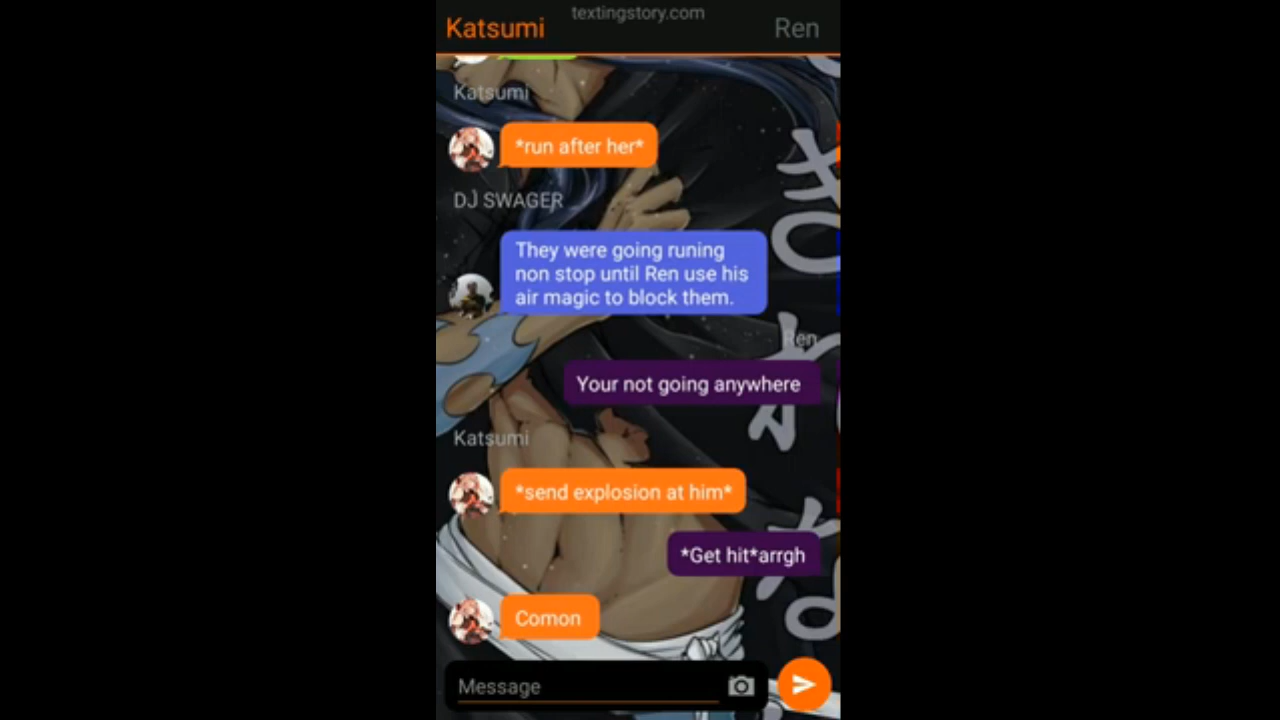 textingstory.com
Katsumi
Ren
Katsumi
*run after her*
DJ SWAGER
They were going runing
non stop until Ren use his
air magic to block them.
Ren
Your not going anywhere
Katsumi
*send explosion at him*
*Get hit*arrgh
Comon
Message